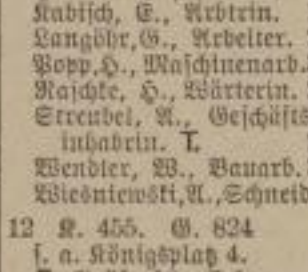 Kabisch, E., Arbtrin.
Langöhr, G., Arbeiter.
Popp, H., Maschinenarb.
Raschke, H., Wärterin.
Streubel, A., Geschäfts
inhabrin. T.
Wendler, W., Bauarb.
Wiesniewski, A., Schneid
12 K. 455. G. 824
s. a. Königsplatz 4.